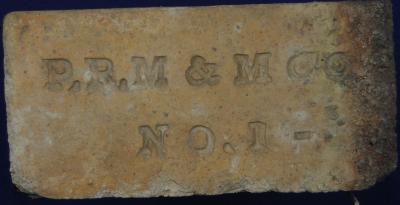 P.R.M & M CO
NO. 1 -